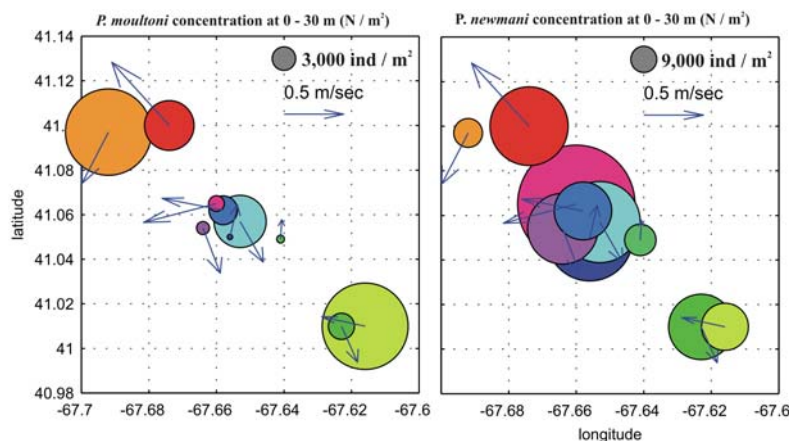 P. moultoni concentration at 0 - 30 m (N / m²)
P. newmani concentration at 0 - 30 m (N / m²)
41.14
41.12
41.1
41.08
41.06
41.04
41.02
41
40.98
latitude
3,000 ind / m²
0.5 m/sec
9,000 ind / m²
0.5 m/sec
-67.7 -67.68 -67.66 -67.64 -67.62 -67.6
-67.68 -67.66 -67.64 -67.62 -67.6
longitude